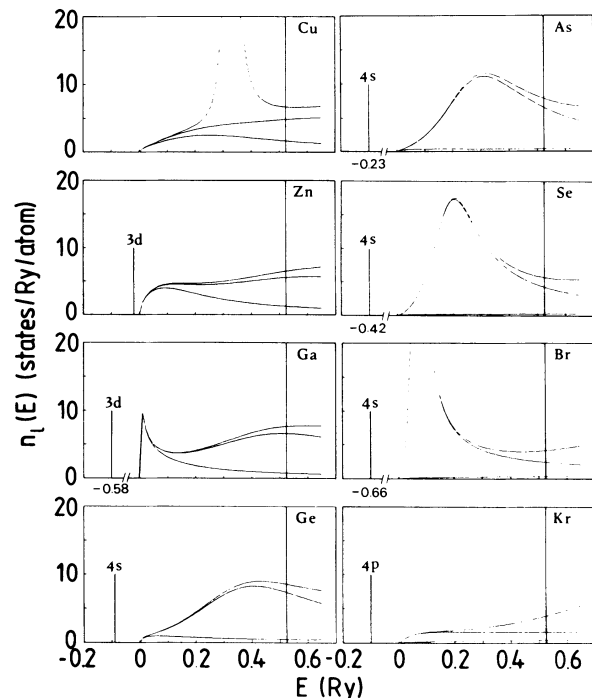 Cu
20
10
0
As
4s
-0.23
Zn
20
10
0
3d
Se
4s
-0.42
Ga
20
10
0
3d
-0.58
Br
4s
-0.66
Ge
20
10
0
4s
Kr
4p
-0.2 0 0.2 0.4 0.6 -0.2 0 0.2 0.4 0.6
E (Ry)
n_l(E) (states/Ry/atom)